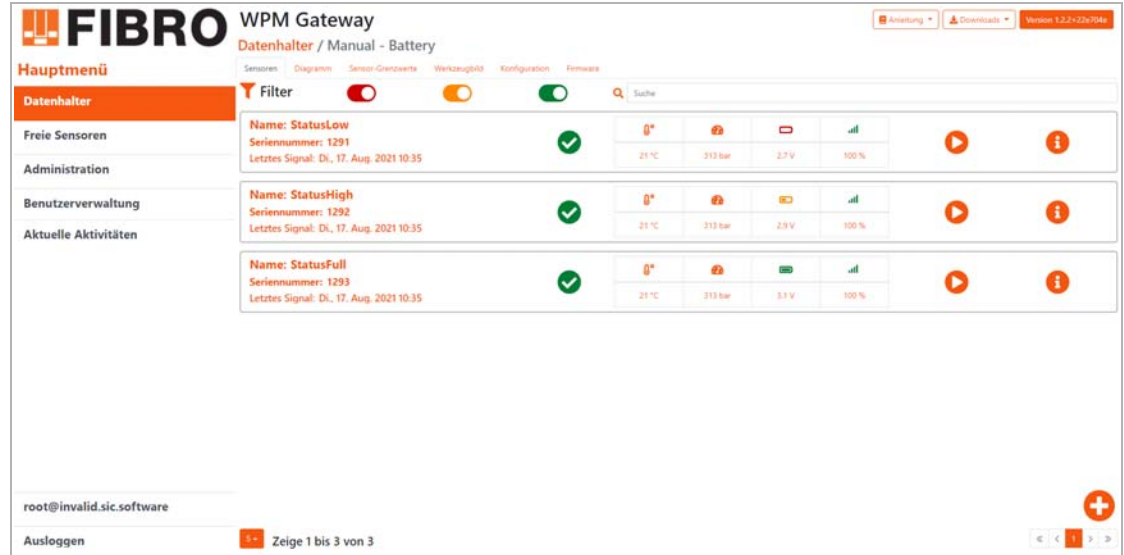 FIBRO
WPM Gateway
Anleitung
Downloads
Version 1.2.2+22e704e
Datenhalter / Manual - Battery
Hauptmenü
Sensoren Diagramm Sensor-Grenzwerte Werkzeugbild Konfiguration Firmware
Filter
Suche
Datenhalter
Freie Sensoren
Administration
Benutzerverwaltung
Aktuelle Aktivitäten
Name: StatusLow
Seriennummer: 1291
Letztes Signal: Di., 17. Aug. 2021 10:35
21 °C 313 bar 2.7 V 100 %
Name: StatusHigh
Seriennummer: 1292
Letztes Signal: Di., 17. Aug. 2021 10:35
21 °C 313 bar 2.9 V 100 %
Name: StatusFull
Seriennummer: 1293
Letztes Signal: Di., 17. Aug. 2021 10:35
21 °C 313 bar 3.1 V 100 %
root@invalid.sic.software
Ausloggen
5
Zeige 1 bis 3 von 3
« ‹ 1 › »